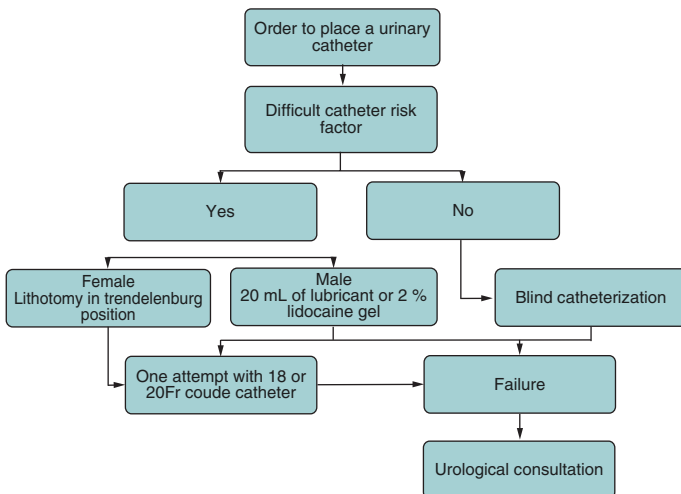 Order to place a urinary
catheter
Difficult catheter risk
factor
Yes
No
Female
Lithotomy in trendelenburg
position
Male
20 mL of lubricant or 2 %
lidocaine gel
Blind catheterization
One attempt with 18 or
20Fr coude catheter
Failure
Urological consultation